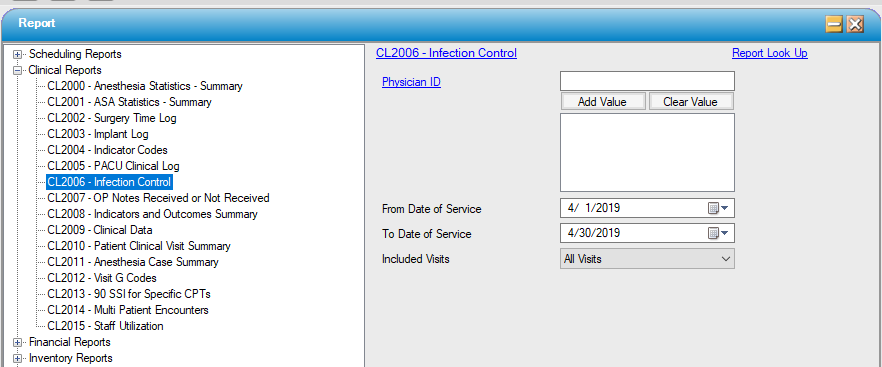 Report
Scheduling Reports
Clinical Reports
CL2000 - Anesthesia Statistics - Summary
CL2001 - ASA Statistics - Summary
CL2002 - Surgery Time Log
CL2003 - Implant Log
CL2004 - Indicator Codes
CL2005 - PACU Clinical Log
CL2006 - Infection Control
CL2007 - OP Notes Received or Not Received
CL2008 - Indicators and Outcomes Summary
CL2009 - Clinical Data
CL2010 - Patient Clinical Visit Summary
CL2011 - Anesthesia Case Summary
CL2012 - Visit G Codes
CL2013 - 90 SSI for Specific CPTs
CL2014 - Multi Patient Encounters
CL2015 - Staff Utilization
Financial Reports
Inventory Reports
CL2006 - Infection Control
Report Look Up
Physician ID
Add Value
Clear Value
From Date of Service
4/ 1/2019
To Date of Service
4/30/2019
Included Visits
All Visits